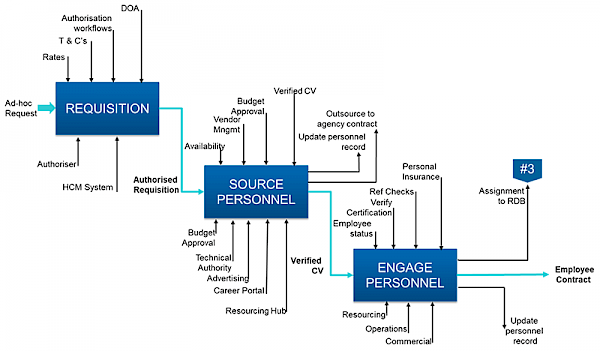 DOA
Authorisation
workflows
T & C's
Rates
Ad-hoc
Request
REQUISITION
Authoriser
HCM System
Authorised
Requisition
Verified CV
Budget
Approval
Vendor
Mngmt
Availability
Outsource to
agency contract
Update personnel
record
SOURCE
PERSONNEL
Budget
Approval
Technical
Authority
Advertising
Career Portal
Resourcing Hub
Verified
CV
Personal
Insurance
Ref Checks
Verify
Certification
Employee
status
#3
Assignment
to RDB
ENGAGE
PERSONNEL
Employee
Contract
Resourcing
Operations
Commercial
Update
personnel
record